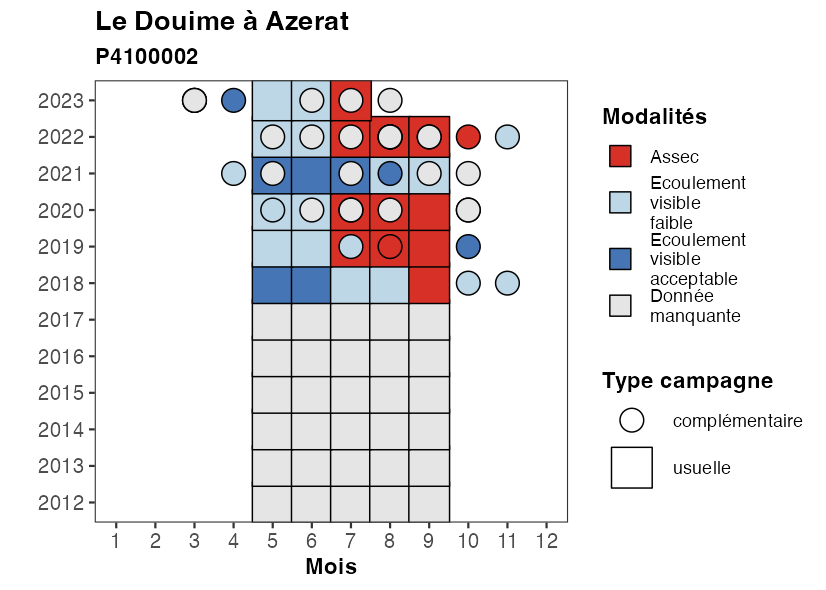 Le Douime à Azerat
P4100002
2023
2022
2021
2020
2019
2018
2017
2016
2015
2014
2013
2012
1 2 3 4 5 6 7 8 9 10 11 12
Mois
Modalités
Assec
Ecoulement
visible
faible
Ecoulement
visible
acceptable
Donnée
manquante
Type campagne
complémentaire
usuelle